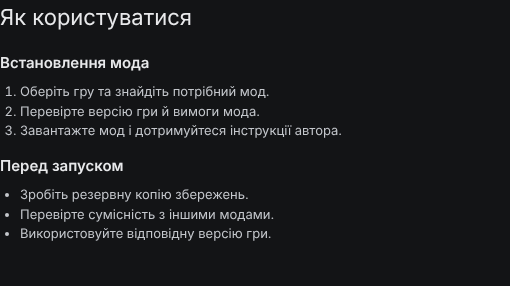 Як користуватися
Встановлення мода
1. Оберіть гру та знайдіть потрібний мод.
2. Перевірте версію гри й вимоги мода.
3. Завантажте мод і дотримуйтеся інструкції автора.
Перед запуском
• Зробіть резервну копію збережень.
• Перевірте сумісність з іншими модами.
• Використовуйте відповідну версію гри.